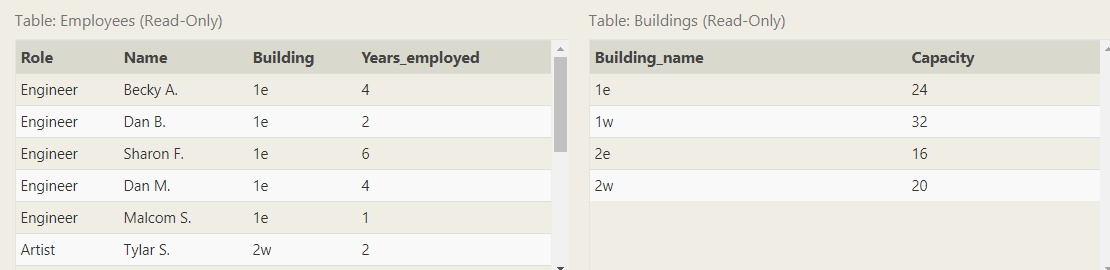 Table: Employees (Read-Only)
Role Name Building Years_employed
Engineer Becky A. 1e 4
Engineer Dan B. 1e 2
Engineer Sharon F. 1e 6
Engineer Dan M. 1e 4
Engineer Malcom S. 1e 1
Artist Tylar S. 2w 2
Table: Buildings (Read-Only)
Building_name Capacity
1e 24
1w 32
2e 16
2w 20